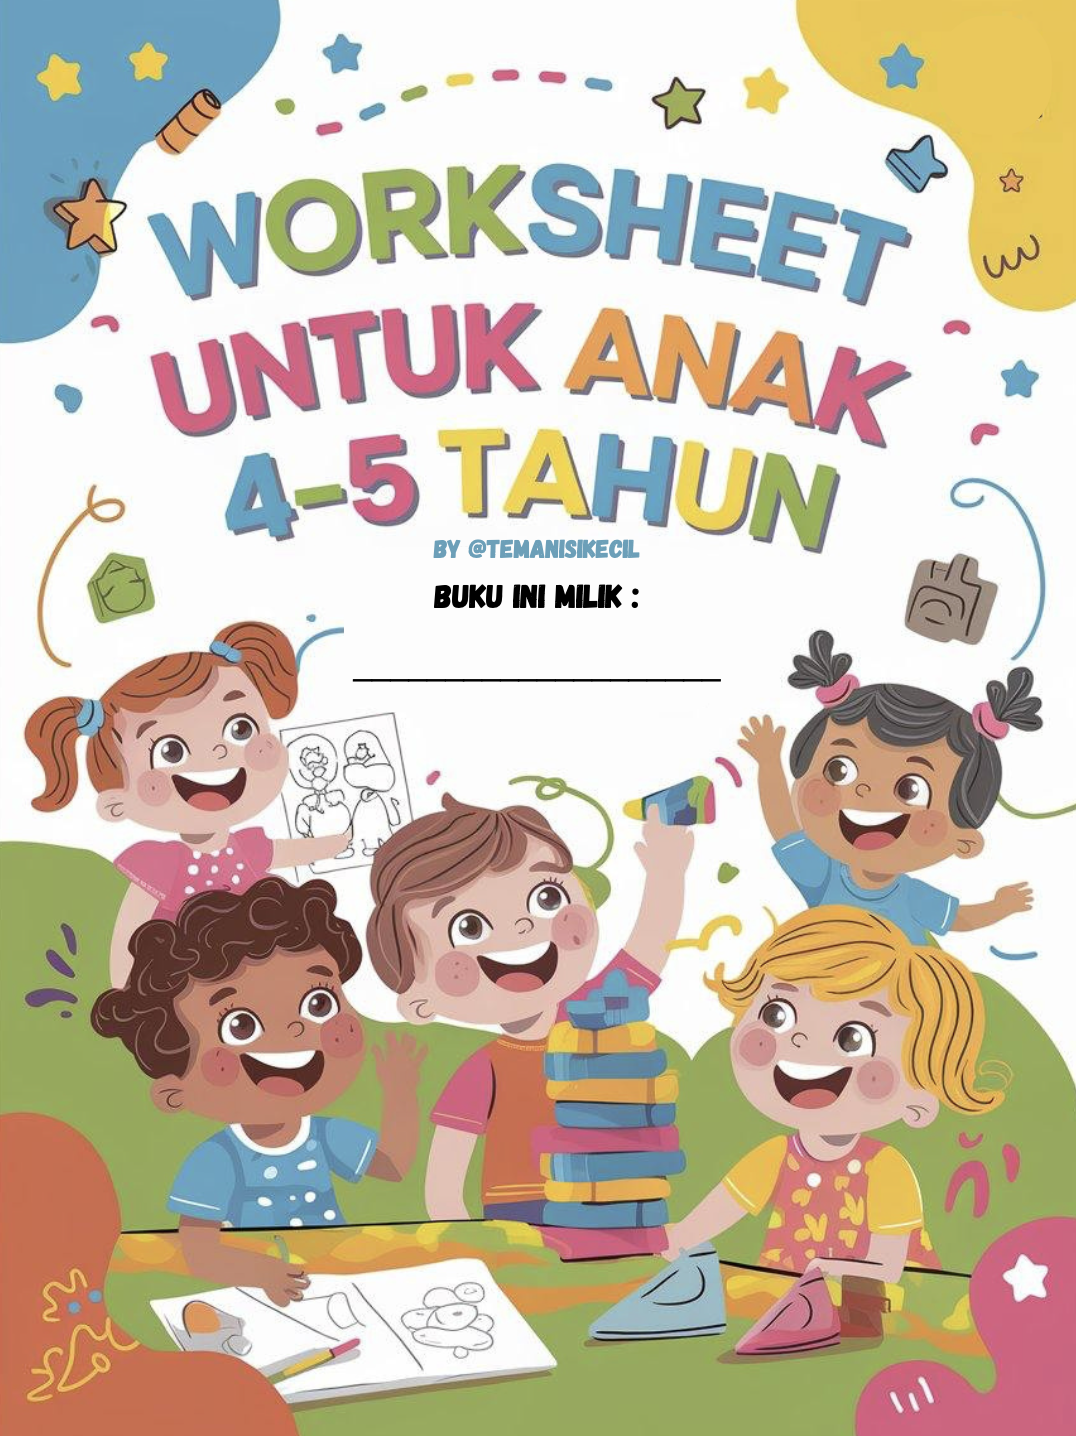 WORKSHEET
UNTUK ANAK
4-5 TAHUN
BY @TEMANISIKECIL
BUKU INI MILIK :